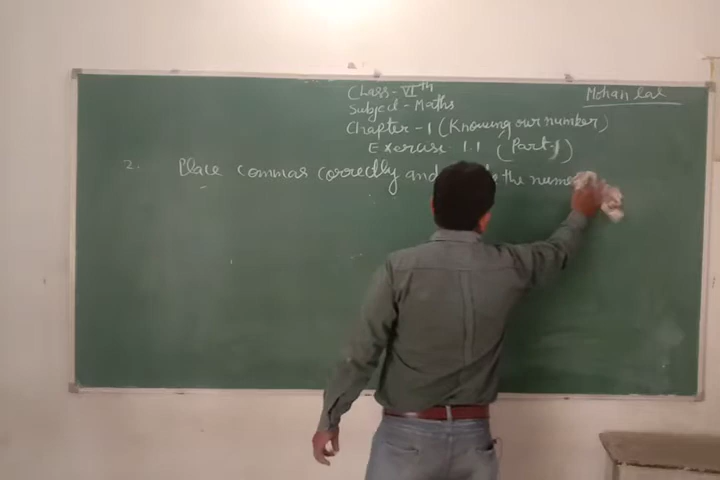 Class - VIth
Mohan Lal
Subject - Maths
Chapter - 1 (Knowing our number)
Exercise 1.1 (Part-1)
2. Place commas correctly and the